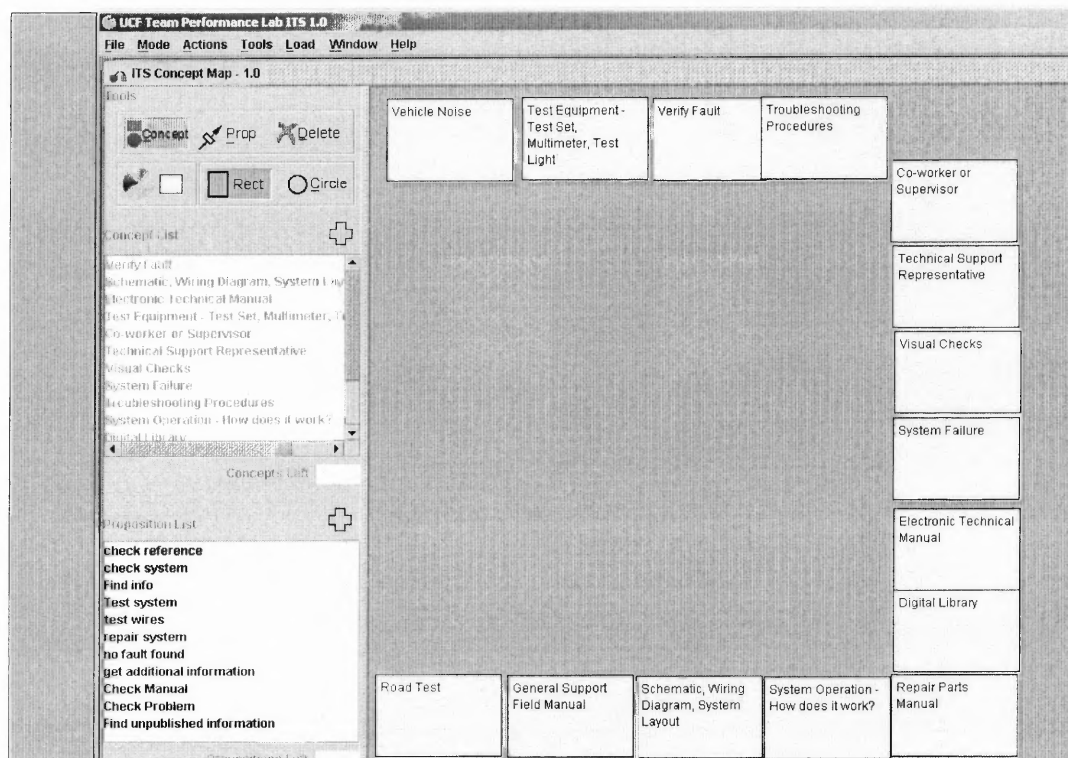 UCF Team Performance Lab ITS 1.0
File Mode Actions Tools Load Window Help
ITS Concept Map - 1.0
Tools
Concept Prop Delete
Rect Circle
Concept List
Verify Fault
Schematic, Wiring Diagram, System Lay
Electronic Technical Manual
Test Equipment - Test Set, Multimeter, Te
Co-worker or Supervisor
Technical Support Representative
Visual Checks
System Failure
Troubleshooting Procedures
System Operation - How does it work?
Digital Library
Concepts Left
Proposition List
check reference
check system
Find info
Test system
test wires
repair system
no fault found
get additional information
Check Manual
Check Problem
Find unpublished information
Vehicle Noise
Test Equipment -
Test Set,
Multimeter, Test
Light
Verify Fault
Troubleshooting
Procedures
Co-worker or
Supervisor
Technical Support
Representative
Visual Checks
System Failure
Electronic Technical
Manual
Digital Library
Road Test
General Support
Field Manual
Schematic, Wiring
Diagram, System
Layout
System Operation -
How does it work?
Repair Parts
Manual